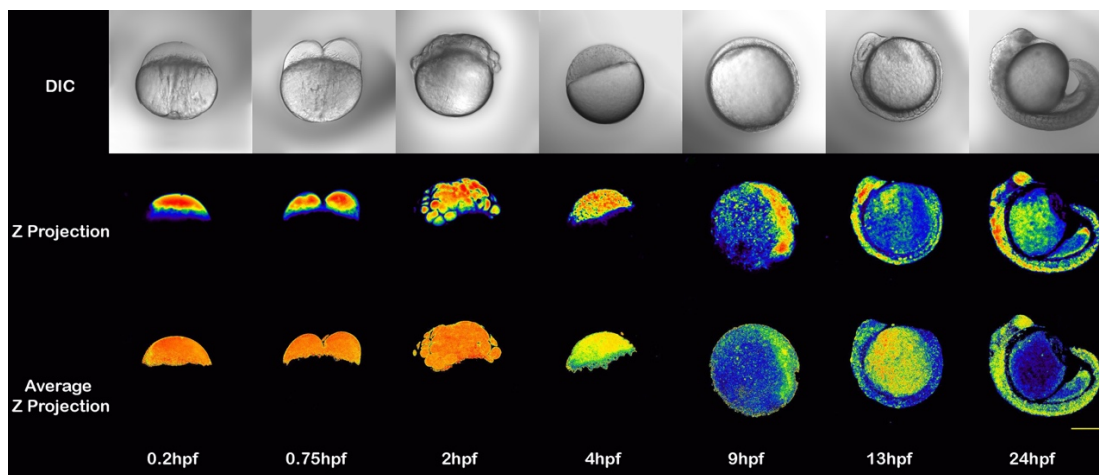 DIC
Z Projection
Average
Z Projection
0.2hpf
0.75hpf
2hpf
4hpf
9hpf
13hpf
24hpf